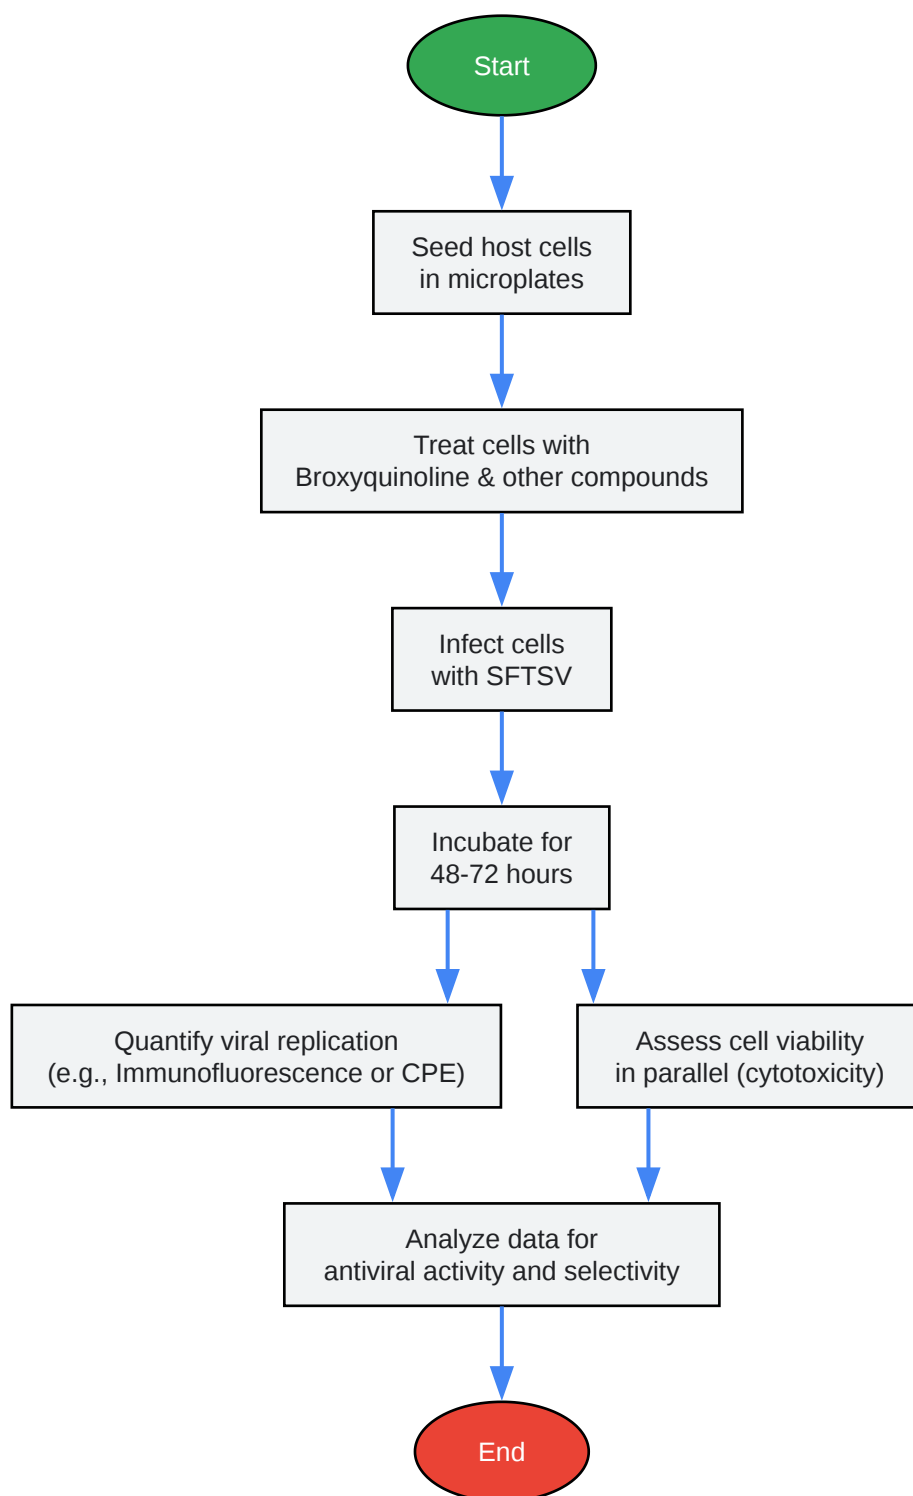 Start
Seed host cells
in microplates
Treat cells with
Broxyquinoline & other compounds
Infect cells
with SFTSV
Incubate for
48-72 hours
Quantify viral replication
(e.g., Immunofluorescence or CPE)
Assess cell viability
in parallel (cytotoxicity)
Analyze data for
antiviral activity and selectivity
End